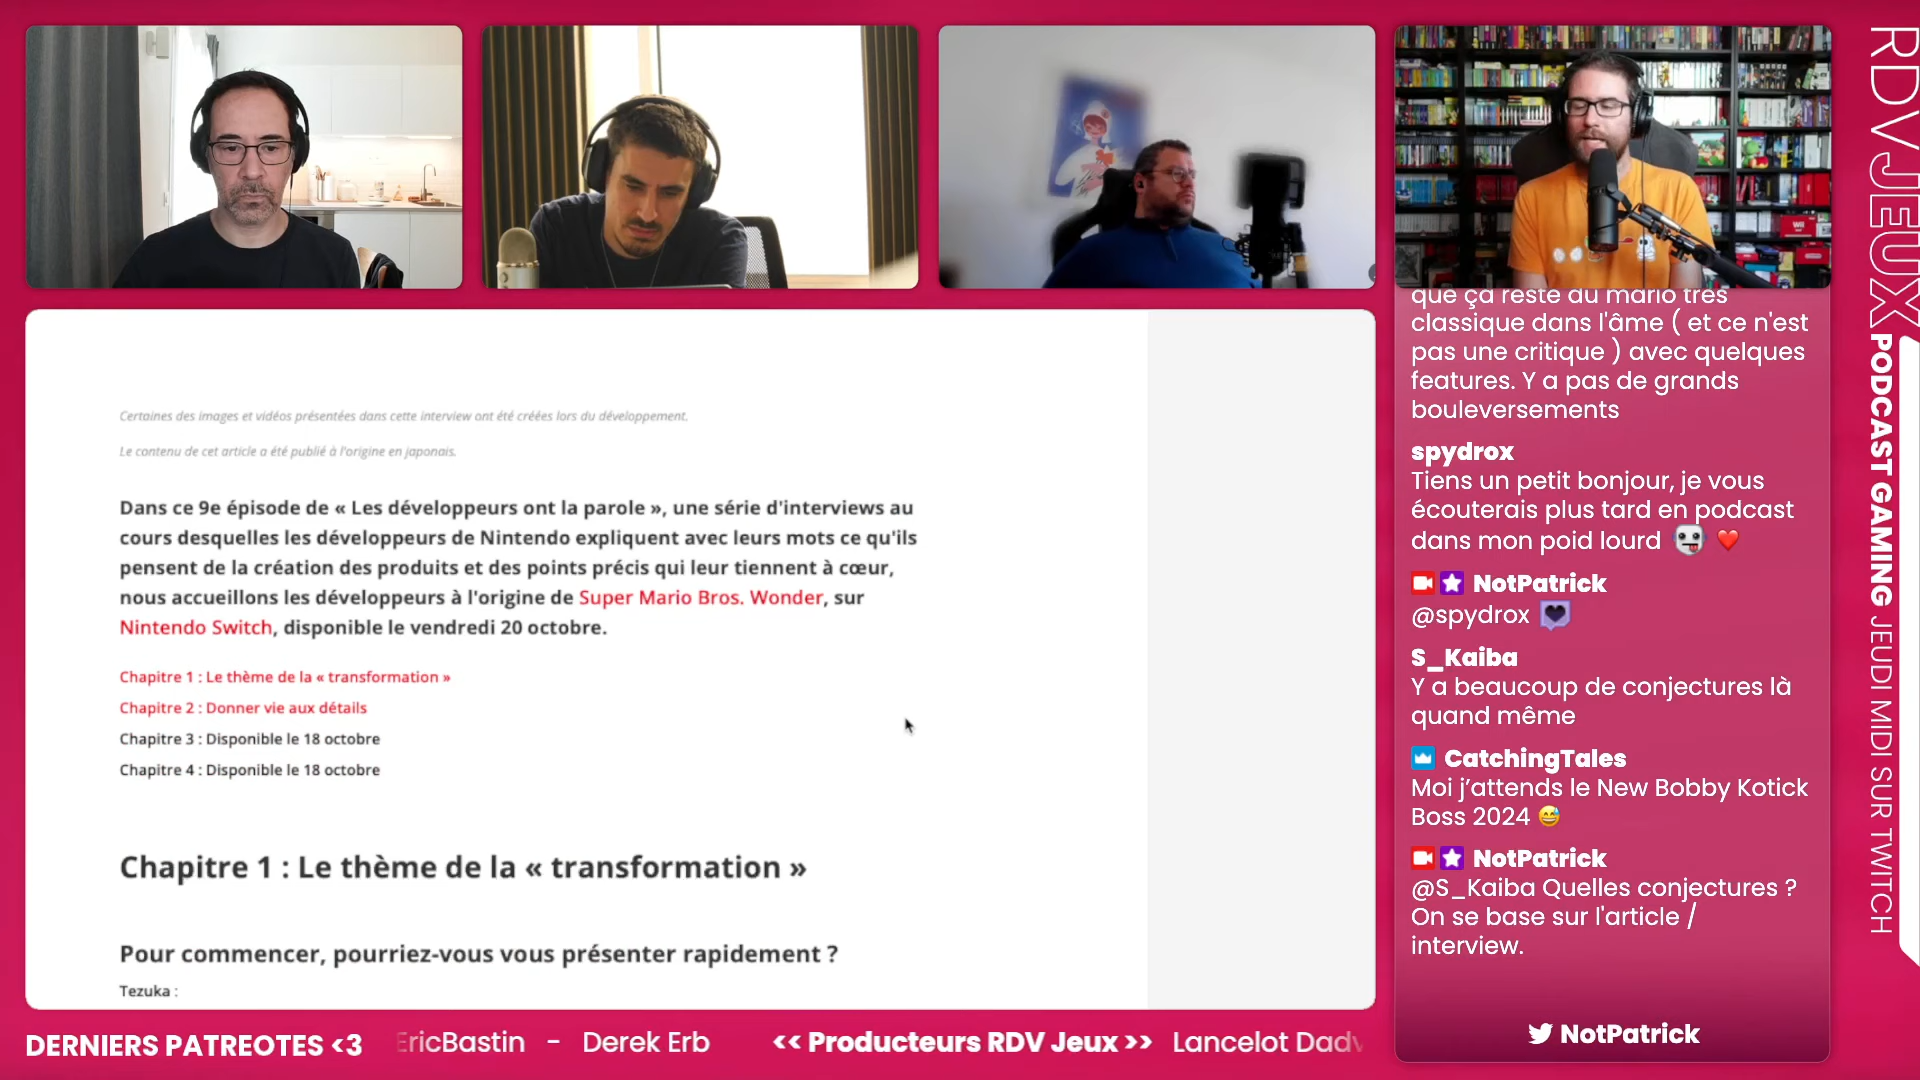 Certaines des images et vidéos présentées dans cette interview ont été créées lors du développement.
Le contenu de cet article a été publié à l'origine en japonais.
Dans ce 9e épisode de « Les développeurs ont la parole », une série d'interviews au
cours desquelles les développeurs de Nintendo expliquent avec leurs mots ce qu'ils
pensent de la création des produits et des points précis qui leur tiennent à cœur,
nous accueillons les développeurs à l'origine de Super Mario Bros. Wonder, sur
Nintendo Switch, disponible le vendredi 20 octobre.
Chapitre 1 : Le thème de la « transformation »
Chapitre 2 : Donner vie aux détails
Chapitre 3 : Disponible le 18 octobre
Chapitre 4 : Disponible le 18 octobre
Chapitre 1 : Le thème de la « transformation »
Pour commencer, pourriez-vous vous présenter rapidement ?
Tezuka :
que ça reste du mario très
classique dans l'âme ( et ce n'est
pas une critique ) avec quelques
features. Y a pas de grands
bouleversements
spydrox
Tiens un petit bonjour, je vous
écouterais plus tard en podcast
dans mon poid lourd
NotPatrick
@spydrox
S_Kaiba
Y a beaucoup de conjectures là
quand même
CatchingTales
Moi j'attends le New Bobby Kotick
Boss 2024 😅
NotPatrick
@S_Kaiba Quelles conjectures ?
On se base sur l'article /
interview.
NotPatrick
RDV JEUX PODCAST GAMING JEUDI MIDI SUR TWITCH
DERNIERS PATREOTES <3
EricBastin - Derek Erb << Producteurs RDV Jeux >> Lancelot Dadv